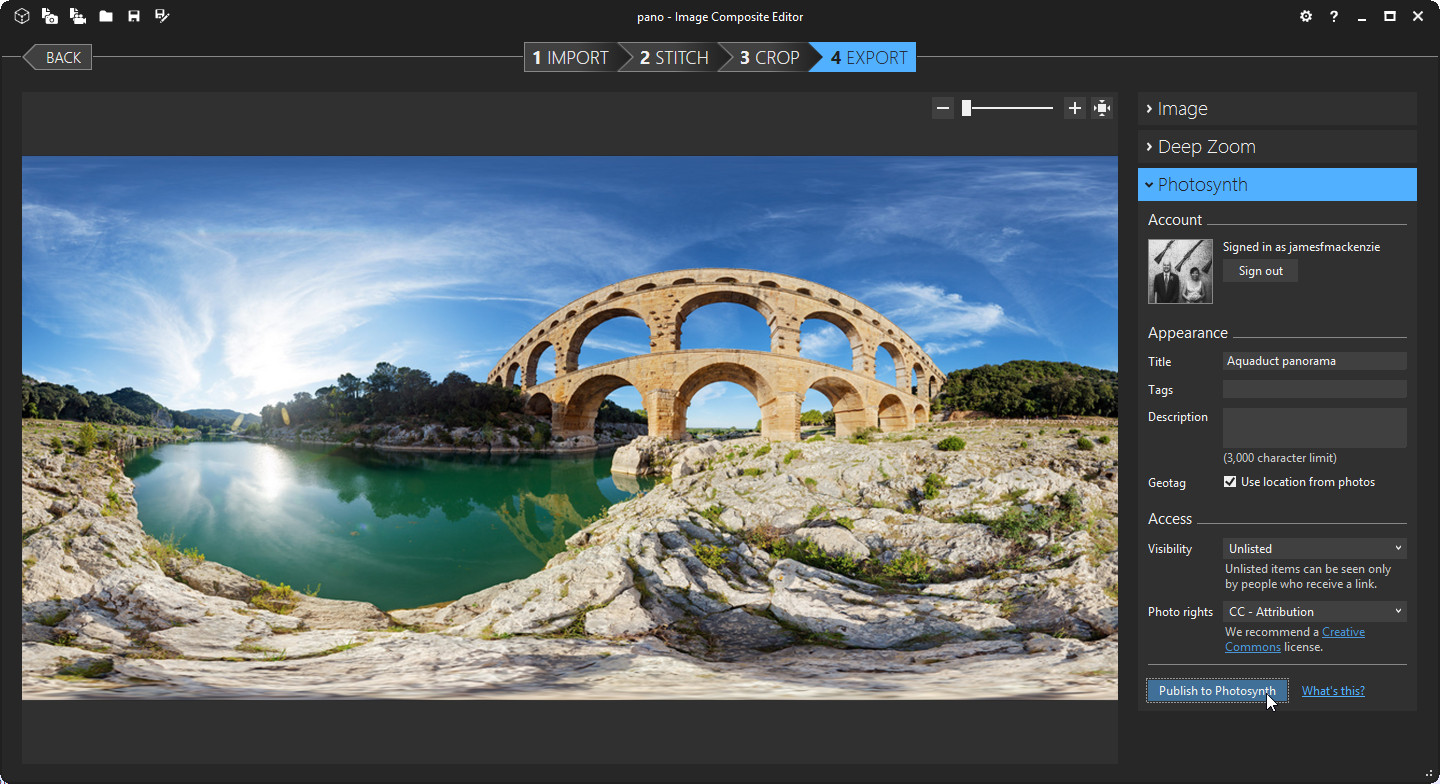 pano - Image Composite Editor
?
BACK
1 IMPORT
2 STITCH
3 CROP
4 EXPORT
Image
Deep Zoom
Photosynth
Account
Signed in as jamesfmackenzie
Sign out
Appearance
Title
Aquaduct panorama
Tags
Description
(3,000 character limit)
Geotag
Use location from photos
Access
Visibility
Unlisted
Unlisted items can be seen only
by people who receive a link.
Photo rights
CC - Attribution
We recommend a Creative
Commons license.
Publish to Photosynth
What's this?